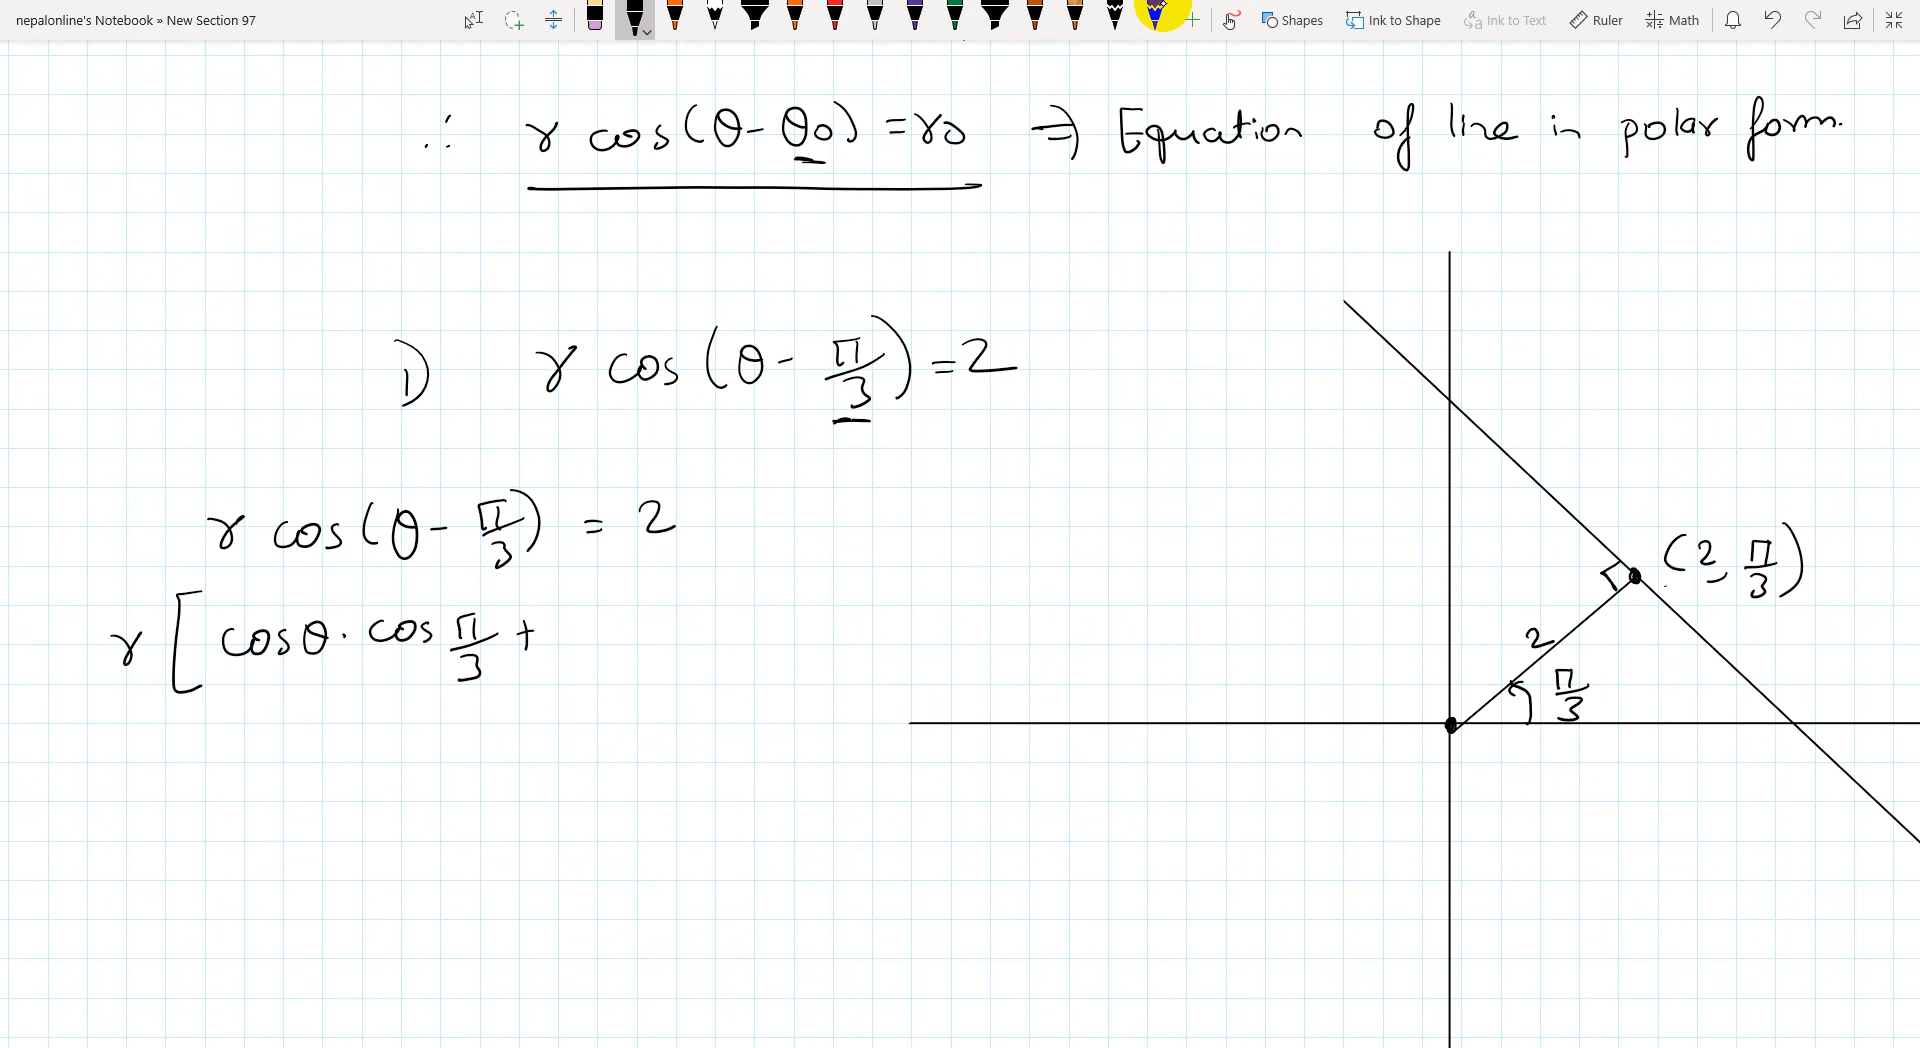 nepalonline's Notebook » New Section 97
Shapes Ink to Shape Ink to Text Ruler Math
∴ r cos(θ - θ0) = r0 ⇒ Equation of line in polar form.
1) r cos(θ - π/3) = 2
r cos(θ - π/3) = 2
r [ cosθ · cos π/3 +
(2, π/3)
2
π/3